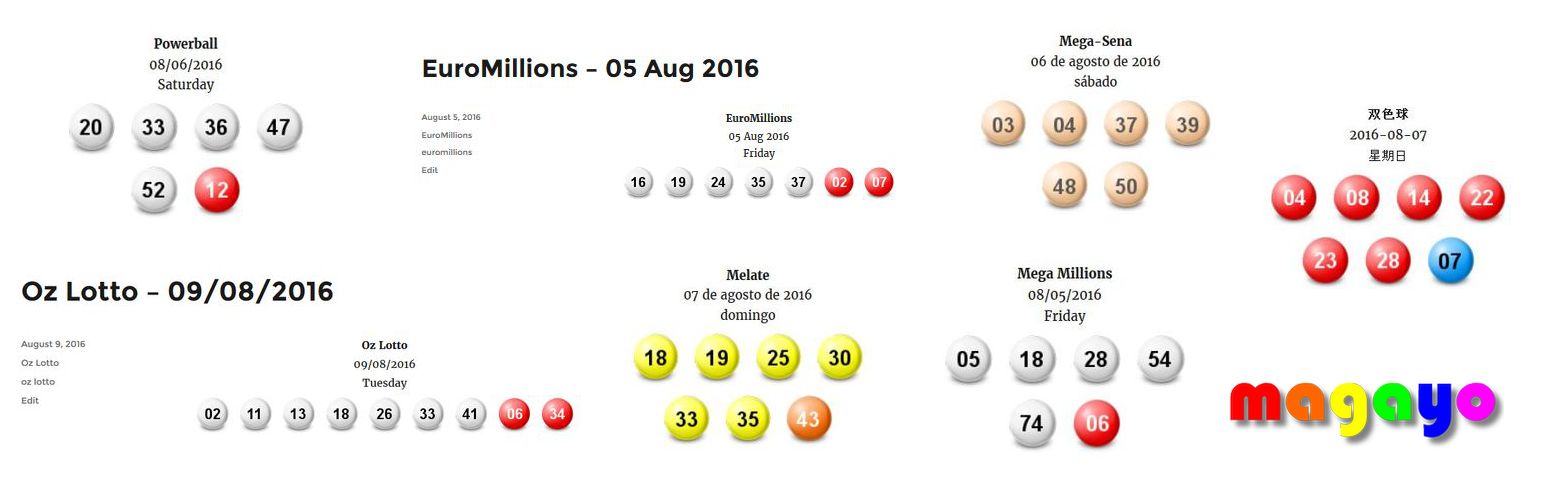 Powerball
08/06/2016
Saturday
20 33 36 47
52 12
EuroMillions – 05 Aug 2016
August 5, 2016
EuroMillions
euromillions
Edit
EuroMillions
05 Aug 2016
Friday
16 19 24 35 37 02 07
Mega-Sena
06 de agosto de 2016
sábado
03 04 37 39
48 50
双色球
2016-08-07
星期日
04 08 14 22
23 28 07
Oz Lotto – 09/08/2016
August 9, 2016
Oz Lotto
oz lotto
Edit
Oz Lotto
09/08/2016
Tuesday
02 11 13 18 26 33 41 06 34
Melate
07 de agosto de 2016
domingo
18 19 25 30
33 35 43
Mega Millions
08/05/2016
Friday
05 18 28 54
74 06
magayo